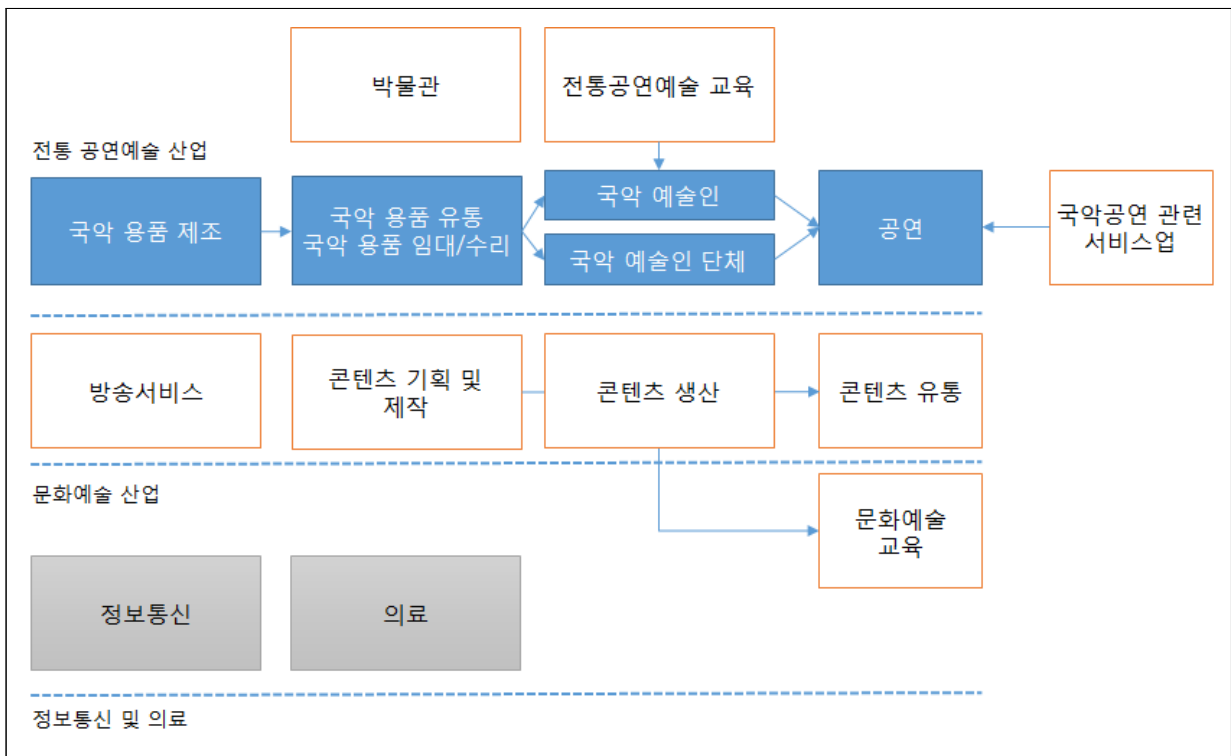 박물관
전통공연예술 교육
전통 공연예술 산업
국악 용품 제조
국악 용품 유통
국악 용품 임대/수리
국악 예술인
국악 예술인 단체
공연
국악공연 관련
서비스업
방송서비스
콘텐츠 기획 및
제작
콘텐츠 생산
콘텐츠 유통
문화예술 산업
문화예술
교육
정보통신
의료
정보통신 및 의료